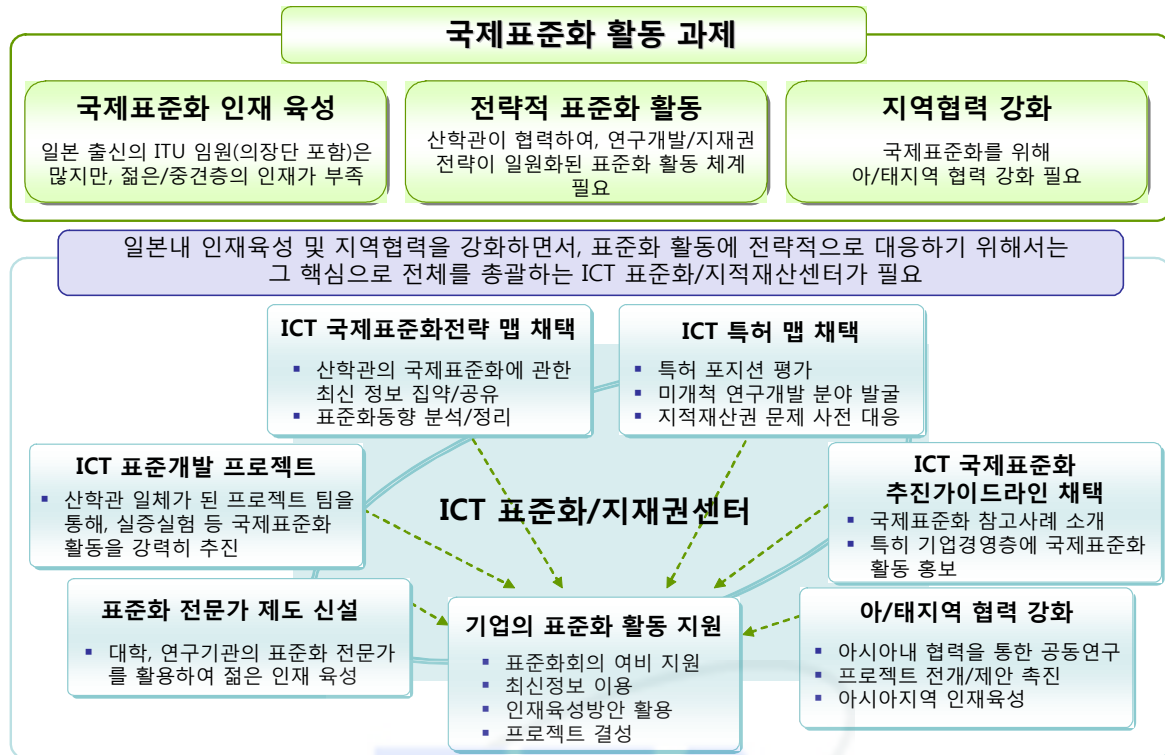 국제표준화 활동 과제
국제표준화 인재 육성
일본 출신의 ITU 임원(의장단 포함)은
많지만, 젊은/중견층의 인재가 부족
전략적 표준화 활동
산학관이 협력하여, 연구개발/지재권
전략이 일원화된 표준화 활동 체계
필요
지역협력 강화
국제표준화를 위해
아/태지역 협력 강화 필요
일본내 인재육성 및 지역협력을 강화하면서, 표준화 활동에 전략적으로 대응하기 위해서는
그 핵심으로 전체를 총괄하는 ICT 표준화/지적재산센터가 필요
ICT 국제표준화전략 맵 채택
▪ 산학관의 국제표준화에 관한
최신 정보 집약/공유
▪ 표준화동향 분석/정리
ICT 특허 맵 채택
▪ 특허 포지션 평가
▪ 미개척 연구개발 분야 발굴
▪ 지적재산권 문제 사전 대응
ICT 표준개발 프로젝트
▪ 산학관 일체가 된 프로젝트 팀을
통해, 실증실험 등 국제표준화
활동을 강력히 추진
ICT 표준화/지재권센터
ICT 국제표준화
추진가이드라인 채택
▪ 국제표준화 참고사례 소개
▪ 특히 기업경영층에 국제표준화
활동 홍보
표준화 전문가 제도 신설
▪ 대학, 연구기관의 표준화 전문가
를 활용하여 젊은 인재 육성
기업의 표준화 활동 지원
▪ 표준화회의 여비 지원
▪ 최신정보 이용
▪ 인재육성방안 활용
▪ 프로젝트 결성
아/태지역 협력 강화
▪ 아시아내 협력을 통한 공동연구
▪ 프로젝트 전개/제안 촉진
▪ 아시아지역 인재육성